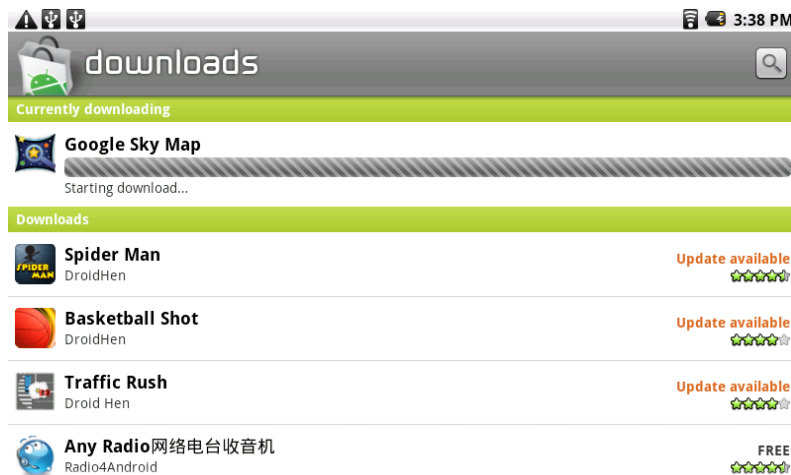 3:38 PM
downloads
Currently downloading
Google Sky Map
Starting download...
Downloads
Spider Man
DroidHen
Update available
SPIDER MAN
Basketball Shot
DroidHen
Update available
Traffic Rush
Droid Hen
Update available
Any Radio网络电台收音机
Radio4Android
FREE